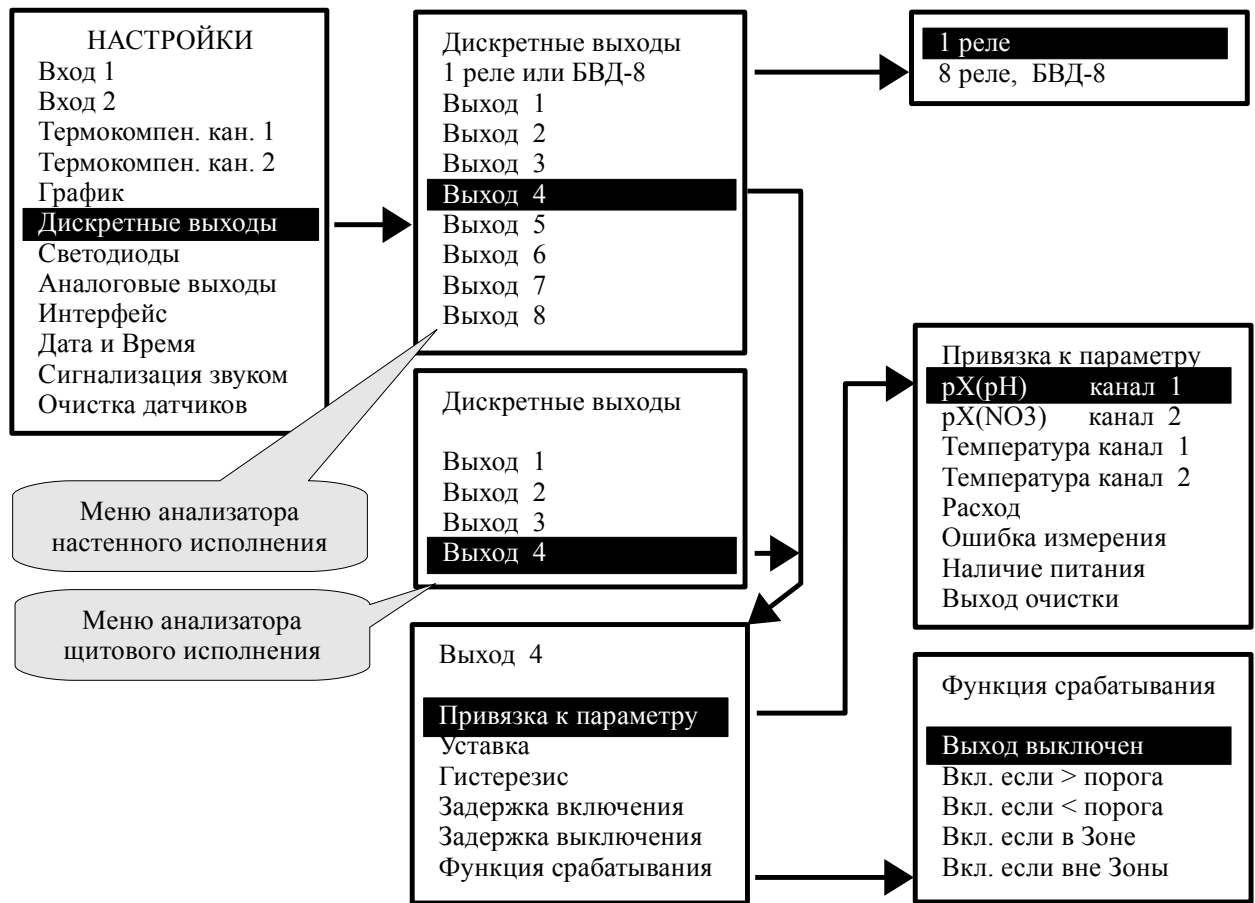 НАСТРОЙКИ
Вход 1
Вход 2
Термокомпен. кан. 1
Термокомпен. кан. 2
График
Дискретные выходы
Светодиоды
Аналоговые выходы
Интерфейс
Дата и Время
Сигнализация звуком
Очистка датчиков
Дискретные выходы
1 реле или БВД-8
Выход 1
Выход 2
Выход 3
Выход 4
Выход 5
Выход 6
Выход 7
Выход 8
1 реле
8 реле, БВД-8
Меню анализатора
настенного исполнения
Дискретные выходы
Выход 1
Выход 2
Выход 3
Выход 4
Меню анализатора
щитового исполнения
Выход 4
Привязка к параметру
Уставка
Гистерезис
Задержка включения
Задержка выключения
Функция срабатывания
Привязка к параметру
рХ(рН) канал 1
рХ(NO3) канал 2
Температура канал 1
Температура канал 2
Расход
Ошибка измерения
Наличие питания
Выход очистки
Функция срабатывания
Выход выключен
Вкл. если > порога
Вкл. если < порога
Вкл. если в Зоне
Вкл. если вне Зоны